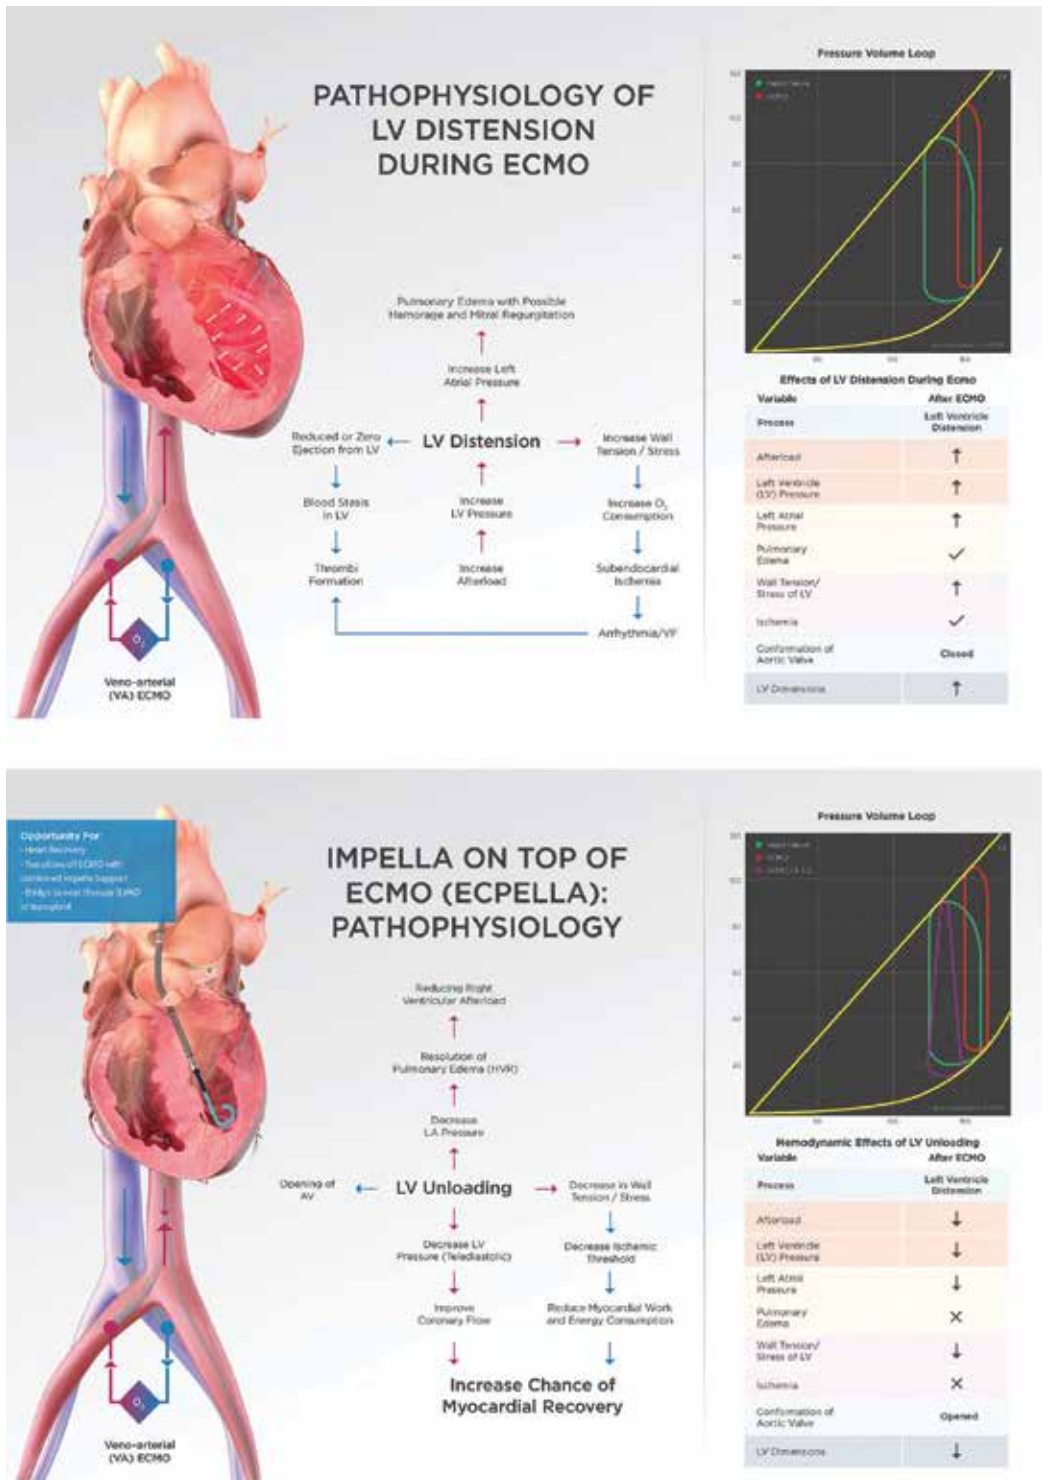 PATHOPHYSIOLOGY OF
LV DISTENSION
DURING ECMO
Pulmonary Edema with Possible
Hemorage and Mitral Regurgitation
Increase Left
Atrial Pressure
Reduced or Zero
Ejection from LV
LV Distension
Increase Wall
Tension / Stress
Blood Stasis
in LV
Increase
LV Pressure
Increase O2
Consumption
Thrombi
Formation
Increase
Afterload
Subendocardial
Ischemia
Arrhythmia/VF
O2
Veno-arterial
(VA) ECMO
Pressure Volume Loop
ECMO
Effects of LV Distension During Ecmo
Variable After ECMO
Process Left Ventricle
Distension
Afterload ↑
Left Ventricle
(LV) Pressure ↑
Left Atrial
Pressure ↑
Pulmonary
Edema ✓
Wall Tension/
Stress of LV ↑
Ischemia ✓
Conformation of
Aortic Valve Closed
LV Dimensions ↑
Opportunity For
- Heart Recovery
IMPELLA ON TOP OF
ECMO (ECPELLA):
PATHOPHYSIOLOGY
Reducing Right
Ventricular Afterload
Resolution of
Pulmonary Edema (HVR)
Decrease
LA Pressure
Opening of
AV
LV Unloading
Decrease in Wall
Tension / Stress
Decrease LV
Pressure (Telediastolic)
Decrease Ischemic
Threshold
Improve
Coronary Flow
Reduce Myocardial Work
and Energy Consumption
Increase Chance of
Myocardial Recovery
O2
Veno-arterial
(VA) ECMO
Pressure Volume Loop
ECMO
Hemodynamic Effects of LV Unloading
Variable After ECMO
Process Left Ventricle
Distension
Afterload ↓
Left Ventricle
(LV) Pressure ↓
Left Atrial
Pressure ↓
Pulmonary
Edema ×
Wall Tension/
Stress of LV ↓
Ischemia ×
Conformation of
Aortic Valve Opened
LV Dimensions ↓